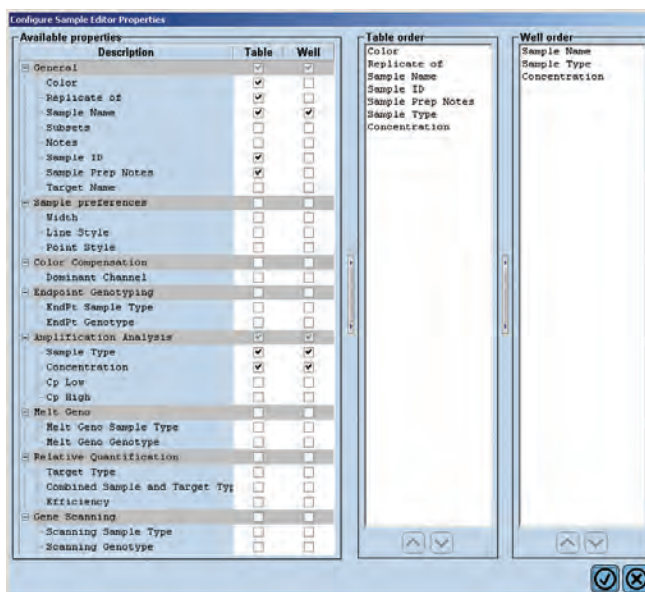 Configure Sample Editor Properties
Available properties
Description Table Well
General
Color
Replicate of
Sample Name
Subsets
Notes
Sample ID
Sample Prep Notes
Target Name
Sample preferences
Width
Line Style
Point Style
Color Compensation
Dominant Channel
Endpoint Genotyping
EndPt Sample Type
EndPt Genotype
Amplification Analysis
Sample Type
Concentration
Cp Low
Cp High
Melt Geno
Melt Geno Sample Type
Melt Geno Genotype
Relative Quantification
Target Type
Combined Sample and Target Typ
Efficiency
Gene Scanning
Scanning Sample Type
Scanning Genotype
Table order
Color
Replicate of
Sample Name
Sample ID
Sample Prep Notes
Sample Type
Concentration
Well order
Sample Name
Sample Type
Concentration